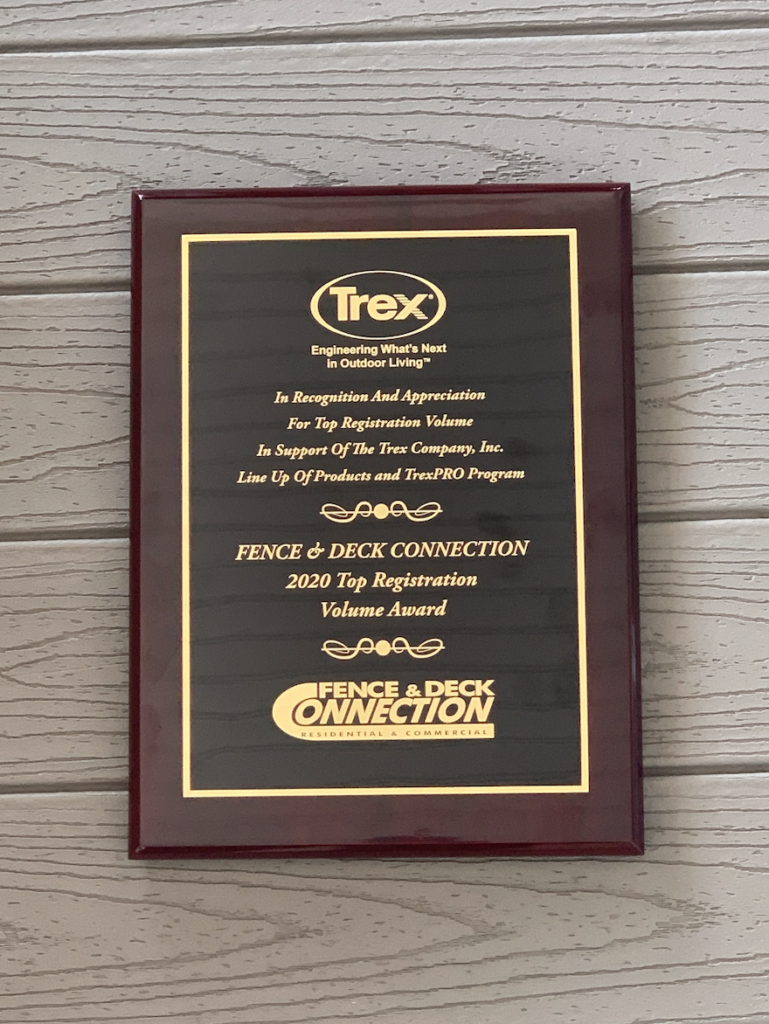 Trex®
Engineering What's Next
in Outdoor Living™
In Recognition And Appreciation
For Top Registration Volume
In Support Of The Trex Company, Inc.
Line Up Of Products and TrexPRO Program
FENCE & DECK CONNECTION
2020 Top Registration
Volume Award
FENCE & DECK
CONNECTION
RESIDENTIAL & COMMERCIAL